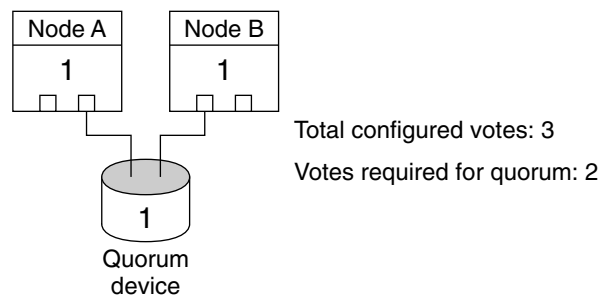 Node A
Node B
1
1
Total configured votes: 3
Votes required for quorum: 2
1
Quorum
device